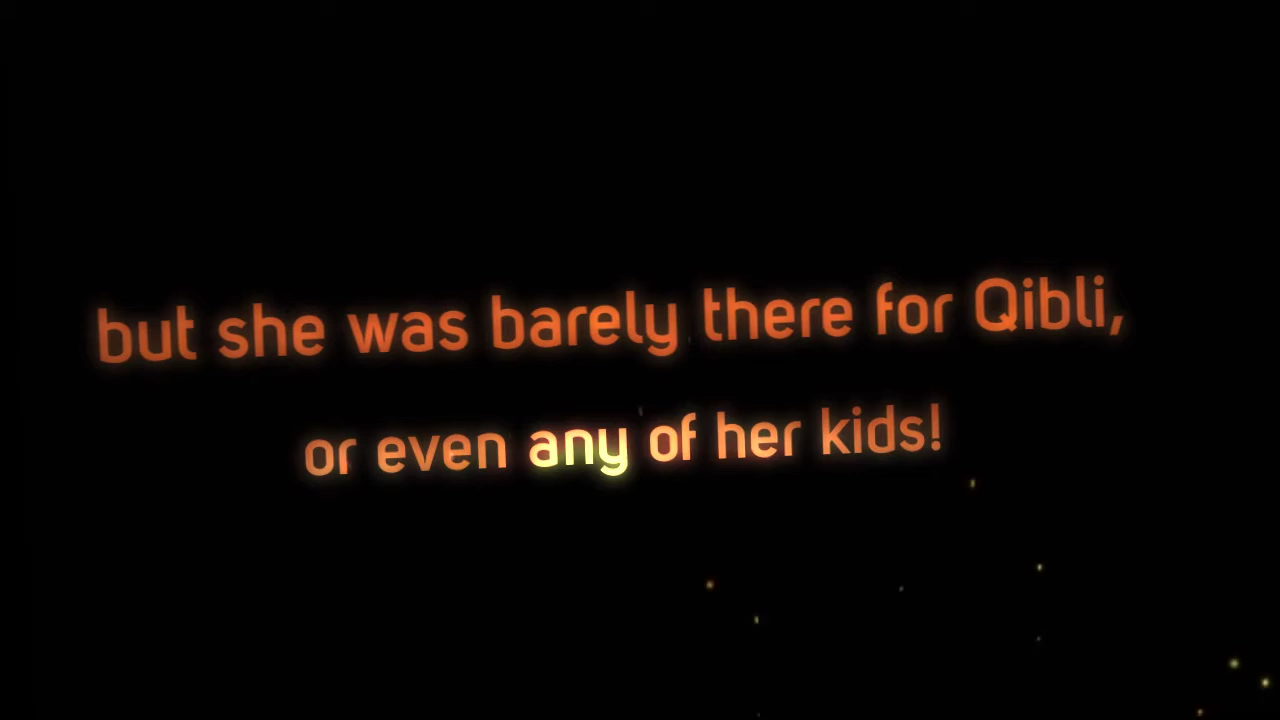 but she was barely there for Qibli,
or even any of her kids!